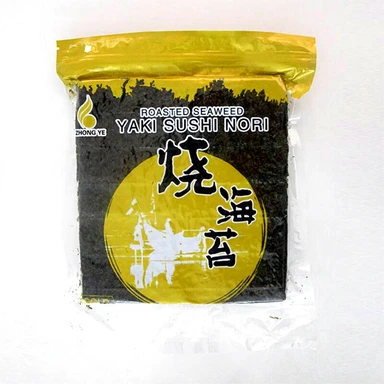 ZHONG YE
ROASTED SEAWEED
YAKI SUSHI NORI
烧
海
苔